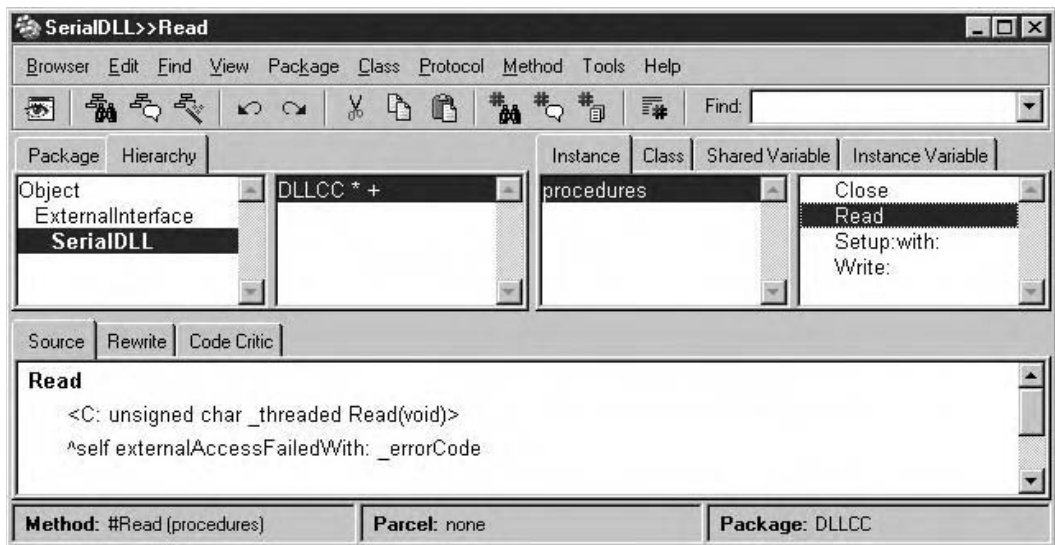 SerialDLL>>Read
Browser Edit Find View Package Class Protocol Method Tools Help
Find:
Package Hierarchy Instance Class Shared Variable Instance Variable
Object DLLCC * + procedures Close
ExternalInterface Read
SerialDLL Setup:with:
Write:
Source Rewrite Code Critic
Read
<C: unsigned char _threaded Read(void)>
^self externalAccessFailedWith: _errorCode
Method: #Read (procedures) Parcel: none Package: DLLCC